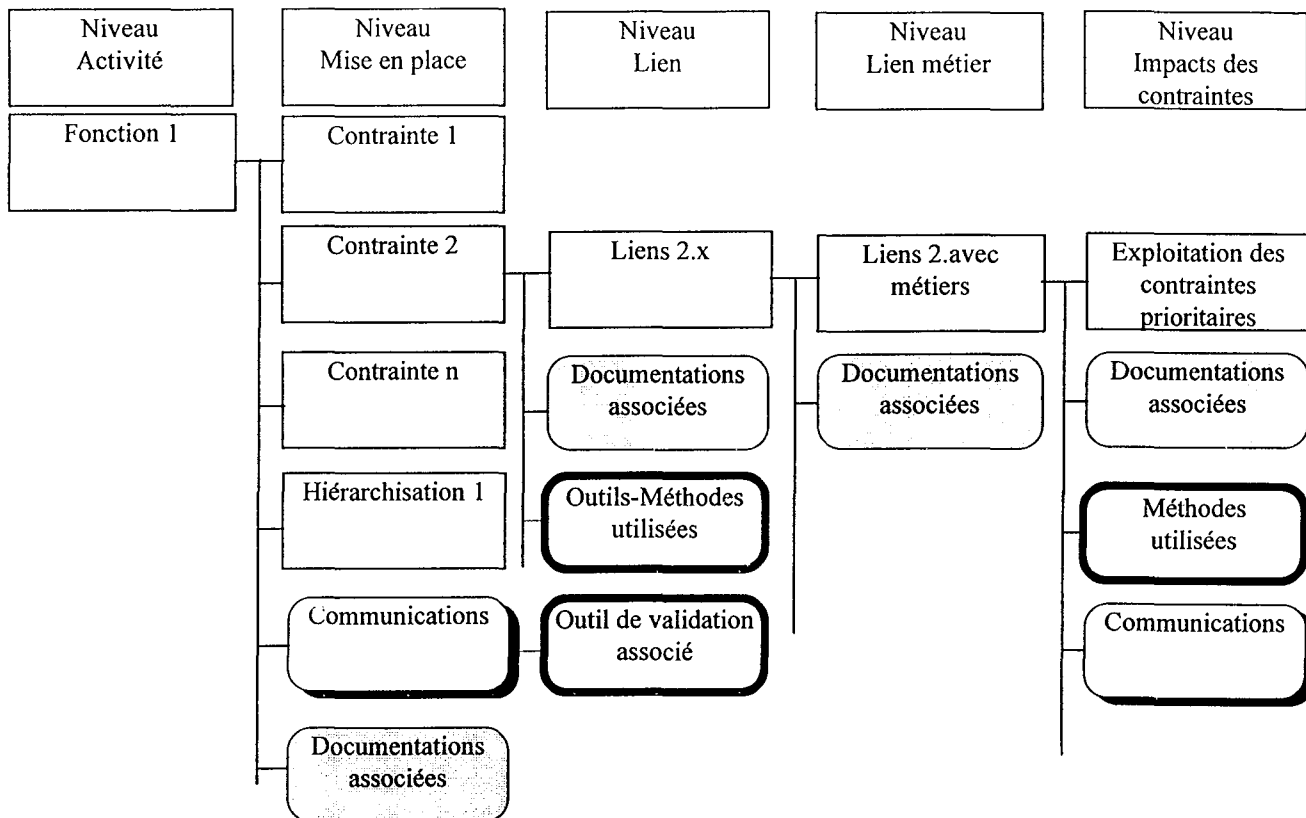 Niveau
Activité
Niveau
Mise en place
Niveau
Lien
Niveau
Lien métier
Niveau
Impacts des
contraintes
Fonction 1
Contrainte 1
Contrainte 2
Liens 2.x
Liens 2.avec
métiers
Exploitation des
contraintes
prioritaires
Contrainte n
Documentations
associées
Documentations
associées
Documentations
associées
Hiérarchisation 1
Outils-Méthodes
utilisées
Méthodes
utilisées
Communications
Outil de validation
associé
Communications
Documentations
associées